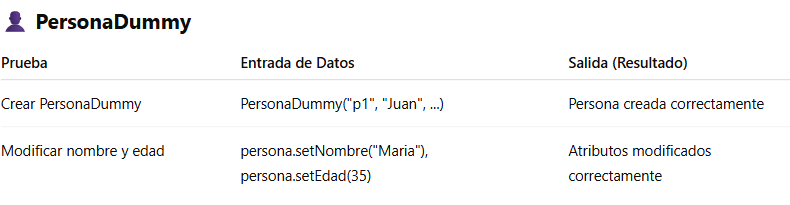 PersonaDummy
Prueba Entrada de Datos Salida (Resultado)
Crear PersonaDummy PersonaDummy("p1", "Juan", ...) Persona creada correctamente
Modificar nombre y edad persona.setNombre("Maria"), Atributos modificados
persona.setEdad(35) correctamente